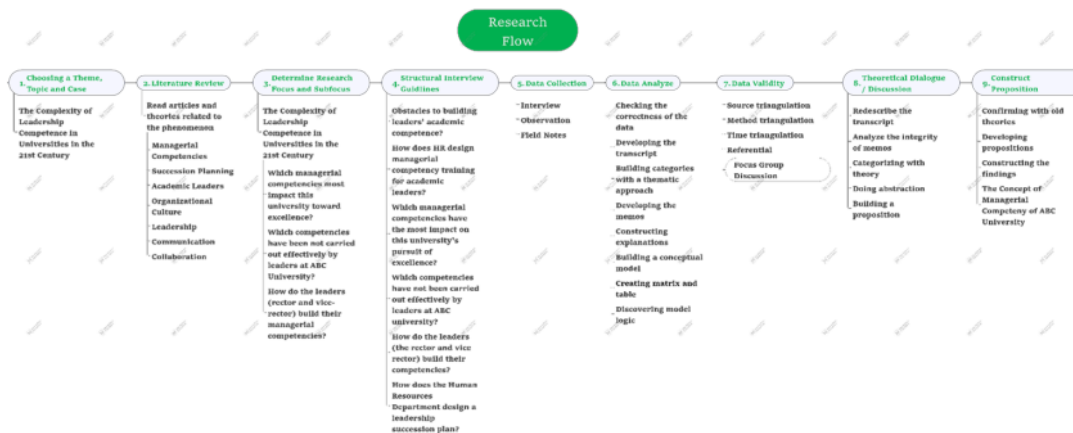 Research
Flow
1. Choosing a Theme,
Topic and Case
The Complexity of
Leadership
Competence in
Universities in the
21st Century
2. Literature Review
Read articles and
theories related to
the phenomenon
Managerial
Competencies
Succession Planning
Academic Leaders
Organizational
Culture
Leadership
Communication
Collaboration
3. Determine Research
Focus and Subfocus
The Complexity of
Leadership
Competence in
Universities in the
21st Century
Which managerial
competencies most
impact this
university toward
excellence?
Which competencies
have been not carried
out effectively by
leaders at ABC
University?
How do the leaders
(rector and vice-
rector) build their
managerial
competencies?
4. Structural Interview
Guidlines
Obstacles to building
leaders' academic
competence?
How does HR design
managerial
competency training
for academic
leaders?
Which managerial
competencies have
the most impact on
this university's
pursuit of
excellence?
Which competencies
have not been carried
out effectively by
leaders at ABC
university?
How do the leaders
(the rector and vice
rector) build their
competencies?
How does the Human
Resources
Department design a
leadership
succession plan?
5. Data Collection
Interview
Observation
Field Notes
6. Data Analyze
Checking the
correctness of the
data
Developing the
transcript
Building categories
with a thematic
approach
Developing the
memos
Constructing
explanations
Building a conceptual
model
Creating matrix and
table
Discovering model
logic
7. Data Validity
Source triangulation
Method triangulation
Time triangulation
Referential
Focus Group
Discussion
8. Theoretical Dialogue
/ Discussion
Redescribe the
transcript
Analyze the integrity
of memos
Categorizing with
theory
Doing abstraction
Building a
proposition
9. Construct
Proposition
Confirming with old
theories
Developing
propositions
Constructing the
findings
The Concept of
Managerial
Competeny of ABC
University